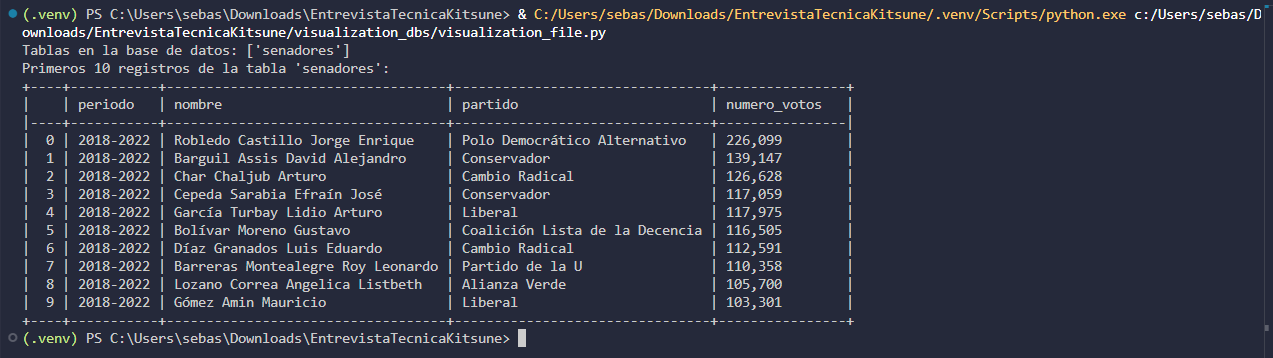 (.venv) PS C:\Users\sebas\Downloads\EntrevistaTecnicaKitsune> & C:/Users/sebas/Downloads/EntrevistaTecnicaKitsune/.venv/Scripts/python.exe c:/Users/sebas/D
ownloads/EntrevistaTecnicaKitsune/visualization_dbs/visualization_file.py
Tablas en la base de datos: ['senadores']
Primeros 10 registros de la tabla 'senadores':
+----+-----------+------------------------------------+--------------------------------+----------------+
|    | periodo   | nombre                             | partido                        | numero_votos   |
|----+-----------+------------------------------------+--------------------------------+----------------|
|  0 | 2018-2022 | Robledo Castillo Jorge Enrique     | Polo Democrático Alternativo   | 226,099        |
|  1 | 2018-2022 | Barguil Assis David Alejandro      | Conservador                    | 139,147        |
|  2 | 2018-2022 | Char Chaljub Arturo                | Cambio Radical                 | 126,628        |
|  3 | 2018-2022 | Cepeda Sarabia Efraín José         | Conservador                    | 117,059        |
|  4 | 2018-2022 | García Turbay Lidio Arturo         | Liberal                        | 117,975        |
|  5 | 2018-2022 | Bolívar Moreno Gustavo             | Coalición Lista de la Decencia | 116,505        |
|  6 | 2018-2022 | Díaz Granados Luis Eduardo         | Cambio Radical                 | 112,591        |
|  7 | 2018-2022 | Barreras Montealegre Roy Leonardo  | Partido de la U                | 110,358        |
|  8 | 2018-2022 | Lozano Correa Angelica Listbeth    | Alianza Verde                  | 105,700        |
|  9 | 2018-2022 | Gómez Amin Mauricio                | Liberal                        | 103,301        |
+----+-----------+------------------------------------+--------------------------------+----------------+
(.venv) PS C:\Users\sebas\Downloads\EntrevistaTecnicaKitsune>